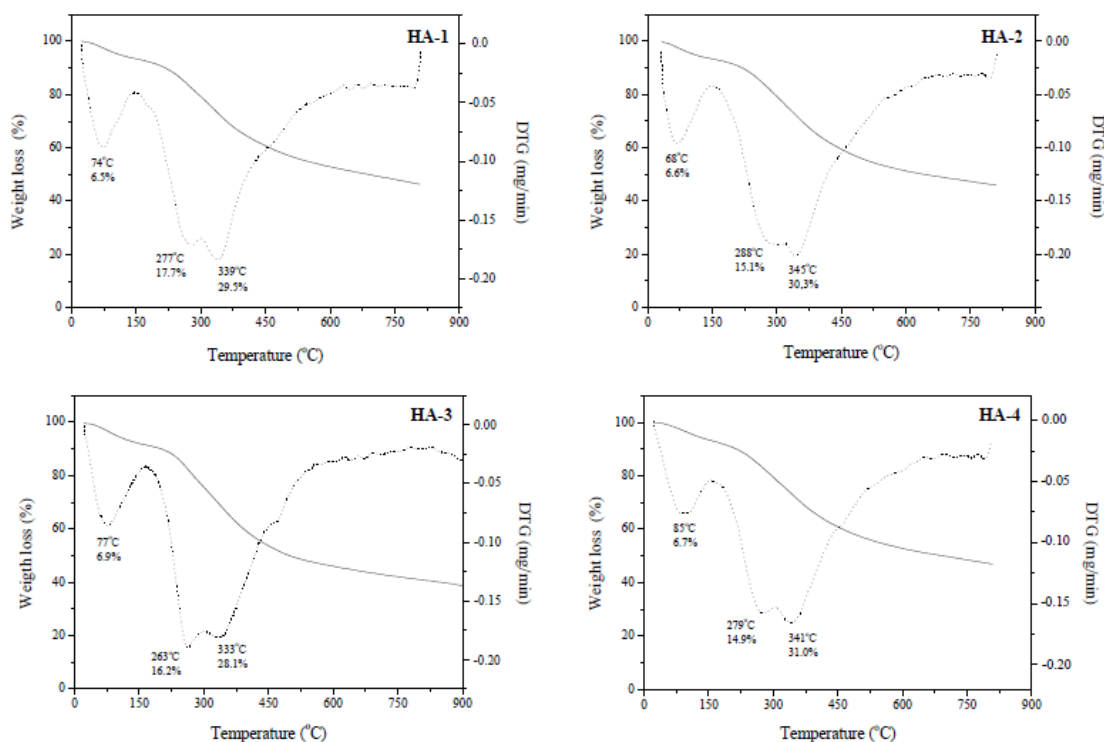 HA-1
100
80
60
40
20
0
Weight loss (%)
0.0
-0.05
-0.10
-0.15
-0.20
DTG (mg/min)
74°C
6.5%
277°C
17.7%
339°C
29.5%
0 150 300 450 600 750 900
Temperature (°C)
HA-2
100
80
60
40
20
0
Weight loss (%)
0.00
-0.05
-0.10
-0.15
-0.20
DTG (mg/min)
68°C
6.6%
288°C
15.1%
345°C
30,3%
0 150 300 450 600 750 900
Temperature (°C)
HA-3
100
80
60
40
20
0
Weigth loss (%)
0.00
-0.05
-0.10
-0.15
-0.20
DTG (mg/min)
77°C
6.9%
263°C
16.2%
333°C
28.1%
0 150 300 450 600 750 900
Temperature (°C)
HA-4
100
80
60
40
20
0
Weight loss (%)
0.00
-0.05
-0.10
-0.15
-0.20
DTG (mg/min)
85°C
6.7%
279°C
14.9%
341°C
31.0%
0 150 300 450 600 750 900
Temperature (°C)